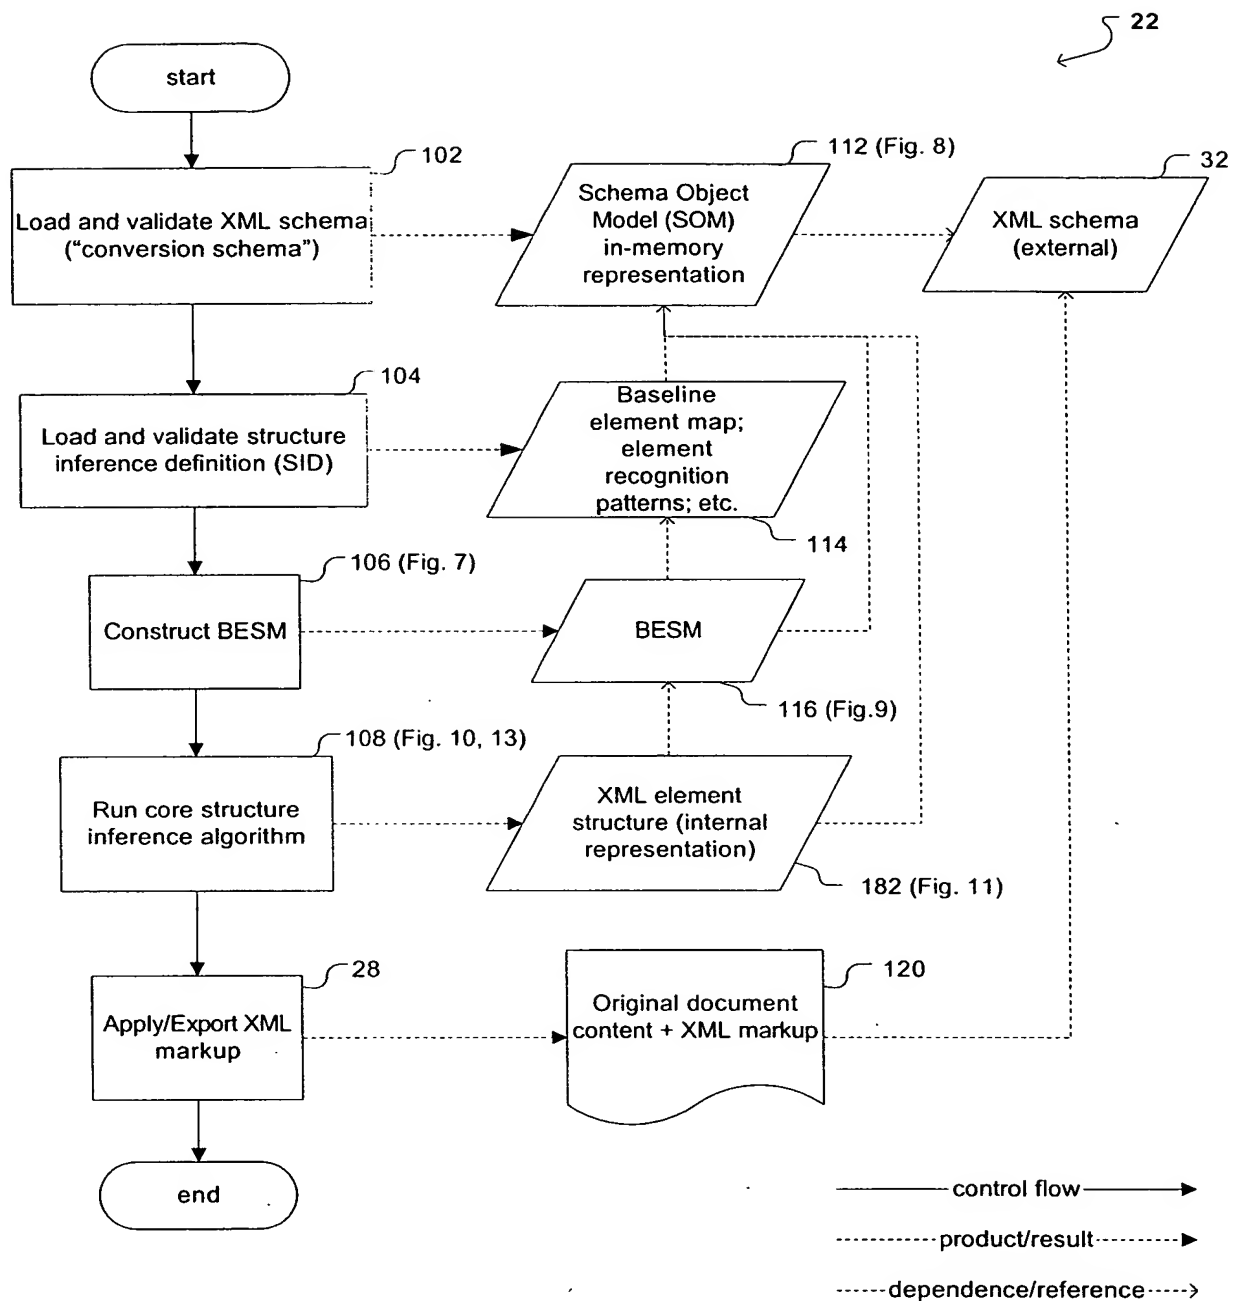 22
start
102
112 (Fig. 8)
32
Load and validate XML schema
("conversion schema")
Schema Object
Model (SOM)
in-memory
representation
XML schema
(external)
104
Load and validate structure
inference definition (SID)
Baseline
element map;
element
recognition
patterns; etc.
114
106 (Fig. 7)
Construct BESM
BESM
116 (Fig.9)
108 (Fig. 10, 13)
Run core structure
inference algorithm
XML element
structure (internal
representation)
182 (Fig. 11)
28
120
Apply/Export XML
markup
Original document
content + XML markup
end
control flow
product/result
dependence/reference